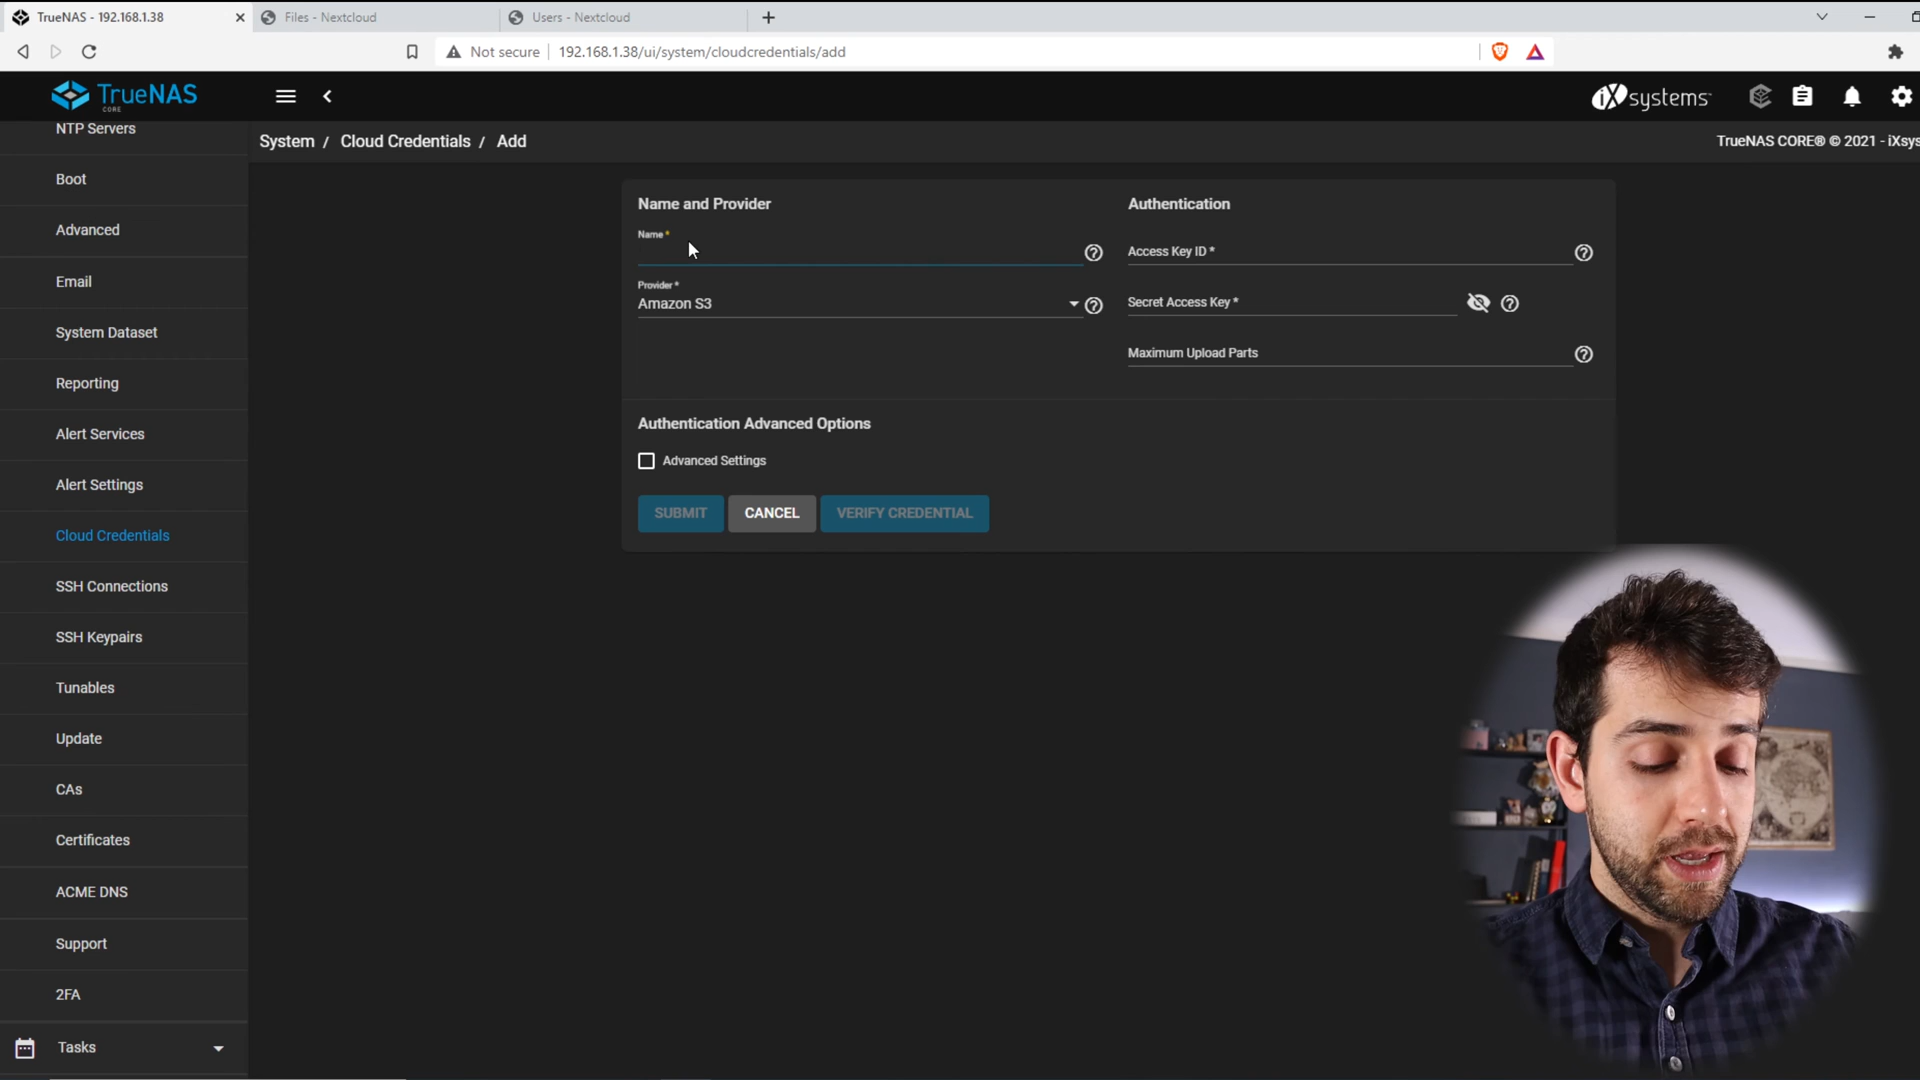 TrueNAS - 192.168.1.38
Files - Nextcloud
Users - Nextcloud
Not secure
192.168.1.38/ui/system/cloudcredentials/add
TrueNAS
CORE
iX systems
NTP Servers
System / Cloud Credentials / Add
TrueNAS CORE® © 2021 - iXsys
Boot
Advanced
Email
System Dataset
Reporting
Alert Services
Alert Settings
Cloud Credentials
SSH Connections
SSH Keypairs
Tunables
Update
CAs
Certificates
ACME DNS
Support
2FA
Tasks
Name and Provider
Name *
Provider *
Amazon S3
Authentication
Access Key ID *
Secret Access Key *
Maximum Upload Parts
Authentication Advanced Options
Advanced Settings
SUBMIT
CANCEL
VERIFY CREDENTIAL